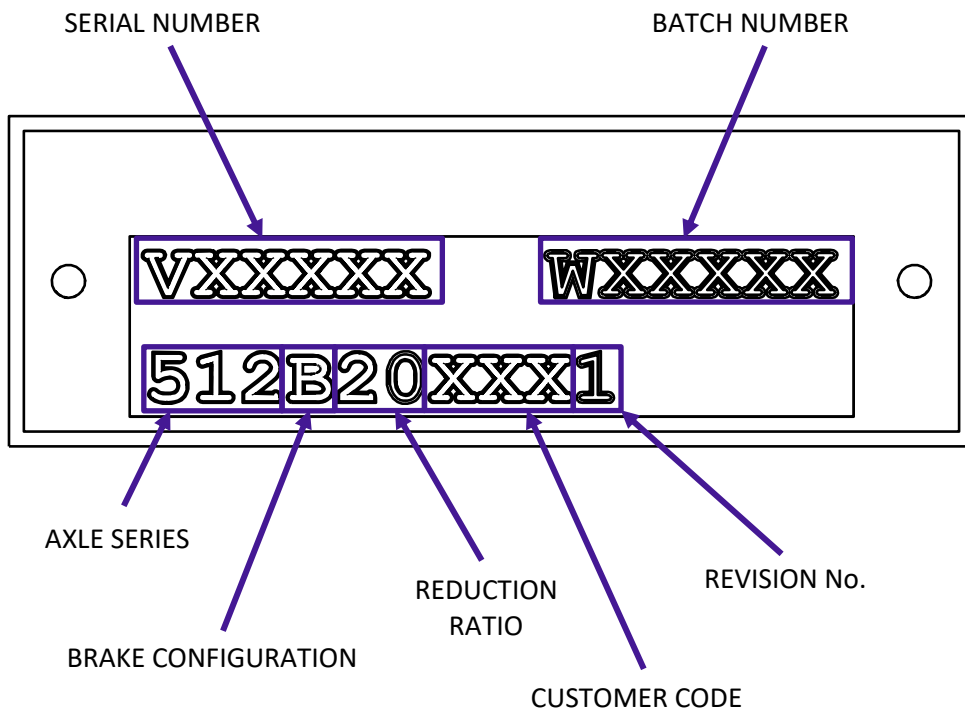 SERIAL NUMBER
BATCH NUMBER
VXXXXX
WXXXXX
512B20XXX1
AXLE SERIES
REVISION No.
REDUCTION
RATIO
BRAKE CONFIGURATION
CUSTOMER CODE